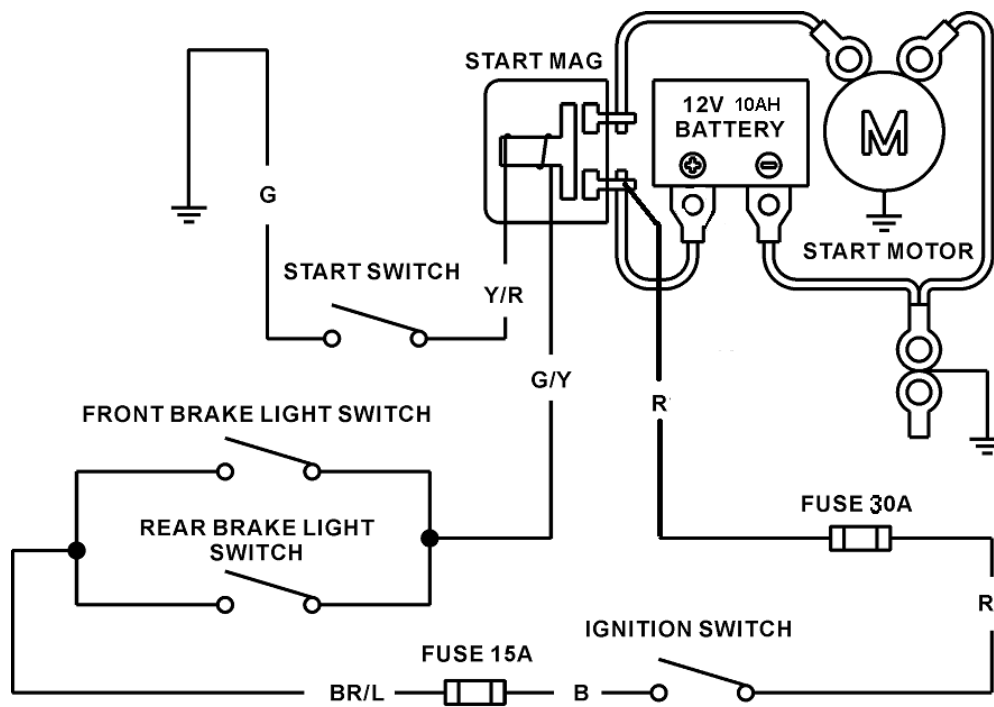 START MAG
12V 10AH
BATTERY
M
G
START MOTOR
START SWITCH
Y/R
G/Y
R
FRONT BRAKE LIGHT SWITCH
FUSE 30A
REAR BRAKE LIGHT
SWITCH
R
IGNITION SWITCH
FUSE 15A
BR/L
B